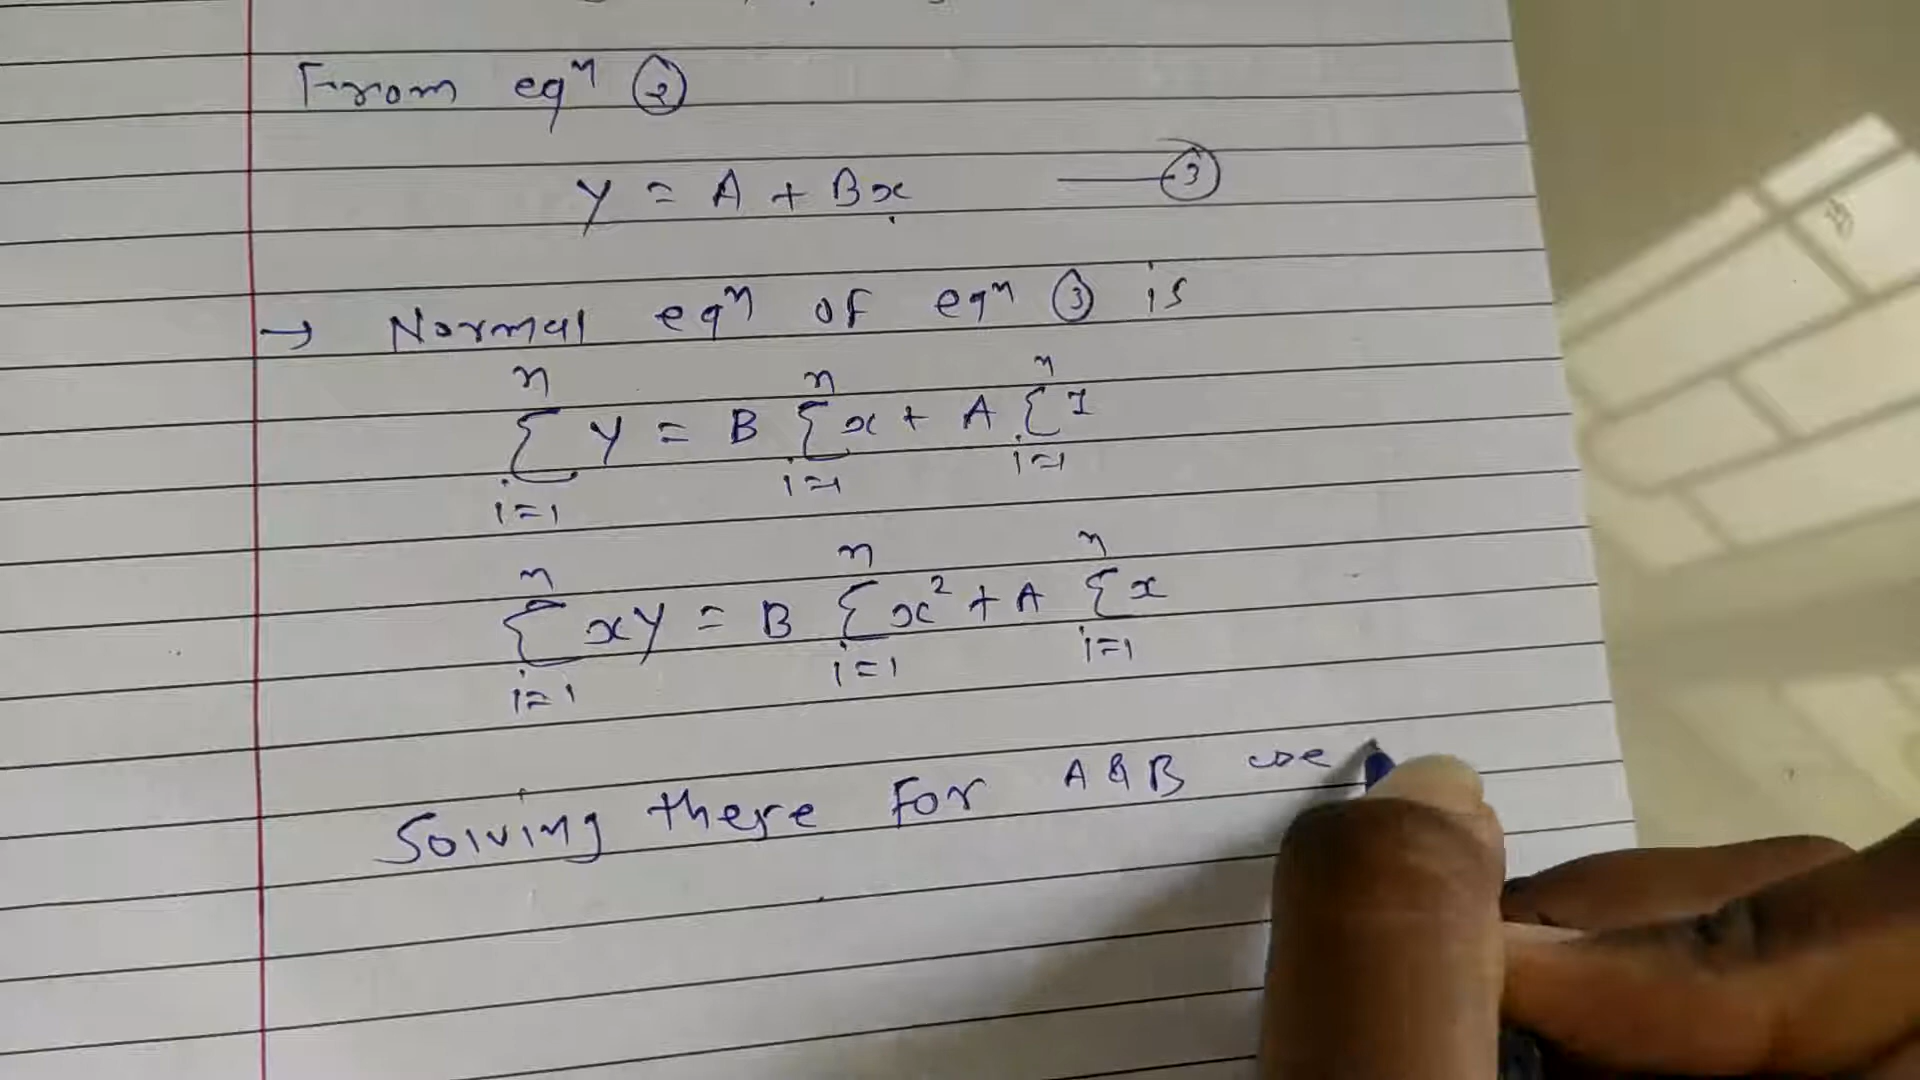 From eqⁿ ②
Y = A + Bx —③
→ Normal eqⁿ of eqⁿ ③ is
n n n
∑ Y = B ∑ x + A ∑ 1
i=1 i=1 i=1
n n n
∑ xY = B ∑ x² + A ∑ x
i=1 i=1 i=1
Solving there For A & B we